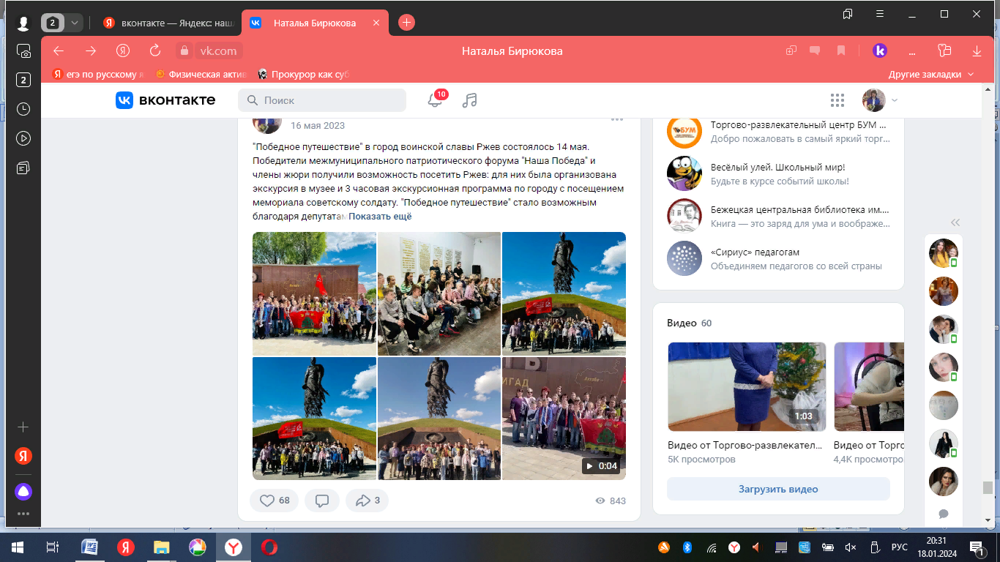 2
вконтакте — Яндекс: наш
Наталья Бирюкова
vk.com
Наталья Бирюкова
егэ по русскому я
Физическая актив
Прокурор как суб
Другие закладки
2
вконтакте
Поиск
10
16 мая 2023
"Победное путешествие" в город воинской славы Ржев состоялось 14 мая.
Победители межмуниципального патриотического форума "Наша Победа" и
члены жюри получили возможность посетить Ржев: для них была организована
экскурсия в музее и 3 часовая экскурсионная программа по городу с посещением
мемориала советскому солдату. "Победное путешествие" стало возможным
благодаря депутатам Показать ещё
0:04
68
3
843
БУМ
Торгово-развлекательный центр БУМ ...
Добро пожаловать в самый яркий торг...
Весёлый улей. Школьный мир!
Будьте в курсе событий школы!
Бежецкая центральная библиотека им....
Книга — это заряд для ума и воображе...
«Сириус» педагогам
Объединяем педагогов со всей страны
Видео 60
1:03
Видео от Торгово-развлекател...
5K просмотров
Видео от Торго
4,4K просмотро
Загрузить видео
РУС
20:31
18.01.2024
1